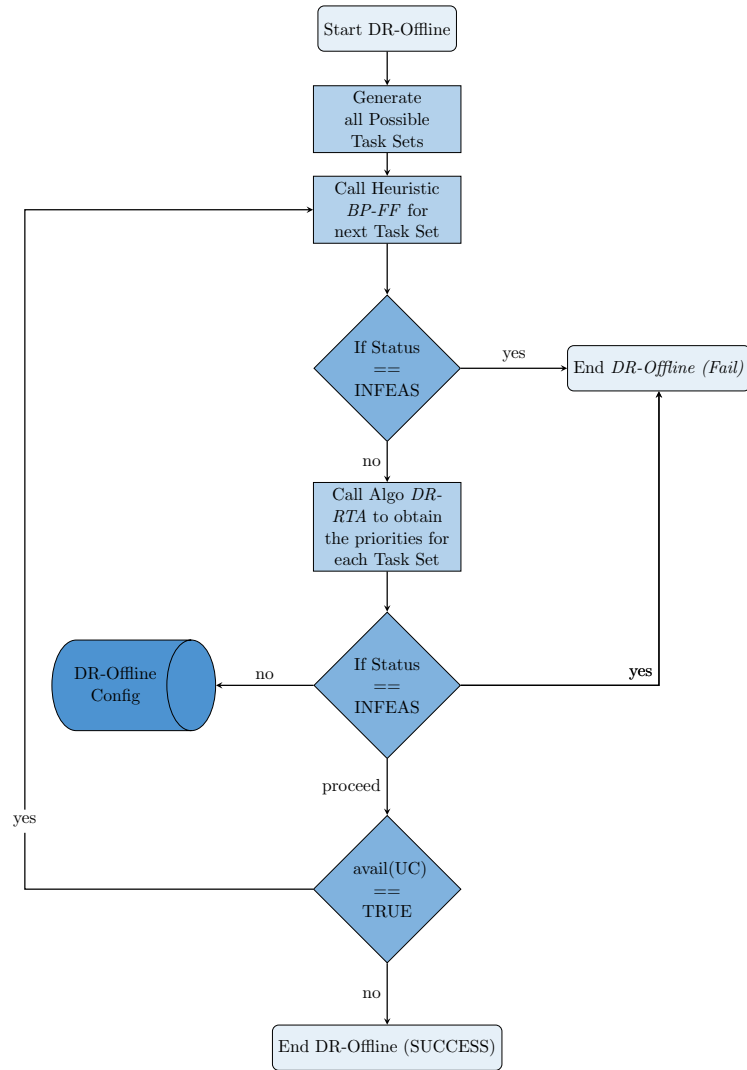 Start DR-Offline
Generate
all Possible
Task Sets
Call Heuristic
BP-FF for
next Task Set
If Status
==
INFEAS
yes
End DR-Offline (Fail)
no
Call Algo DR-
RTA to obtain
the priorities for
each Task Set
DR-Offline
Config
no
If Status
==
INFEAS
yes
proceed
yes
avail(UC)
==
TRUE
no
End DR-Offline (SUCCESS)